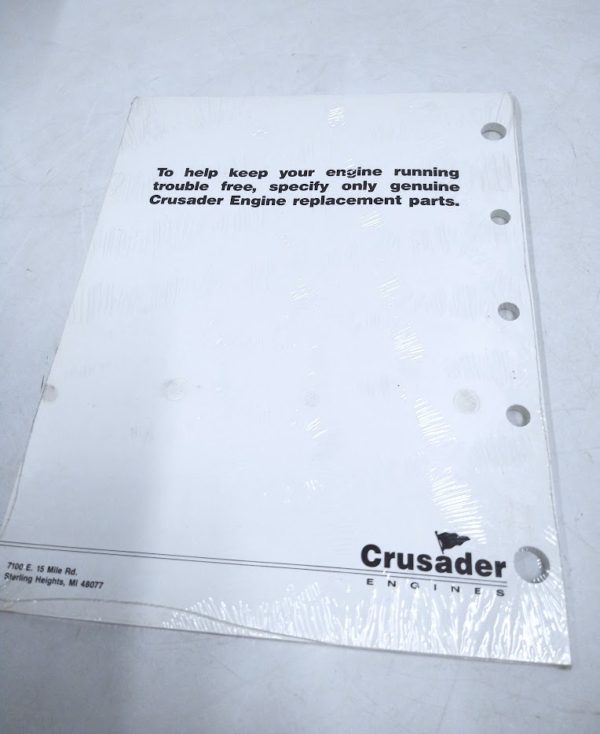 To help keep your engine running
trouble free, specify only genuine
Crusader Engine replacement parts.
7100 E. 15 Mile Rd.
Sterling Heights, MI 48077
Crusader
ENGINES